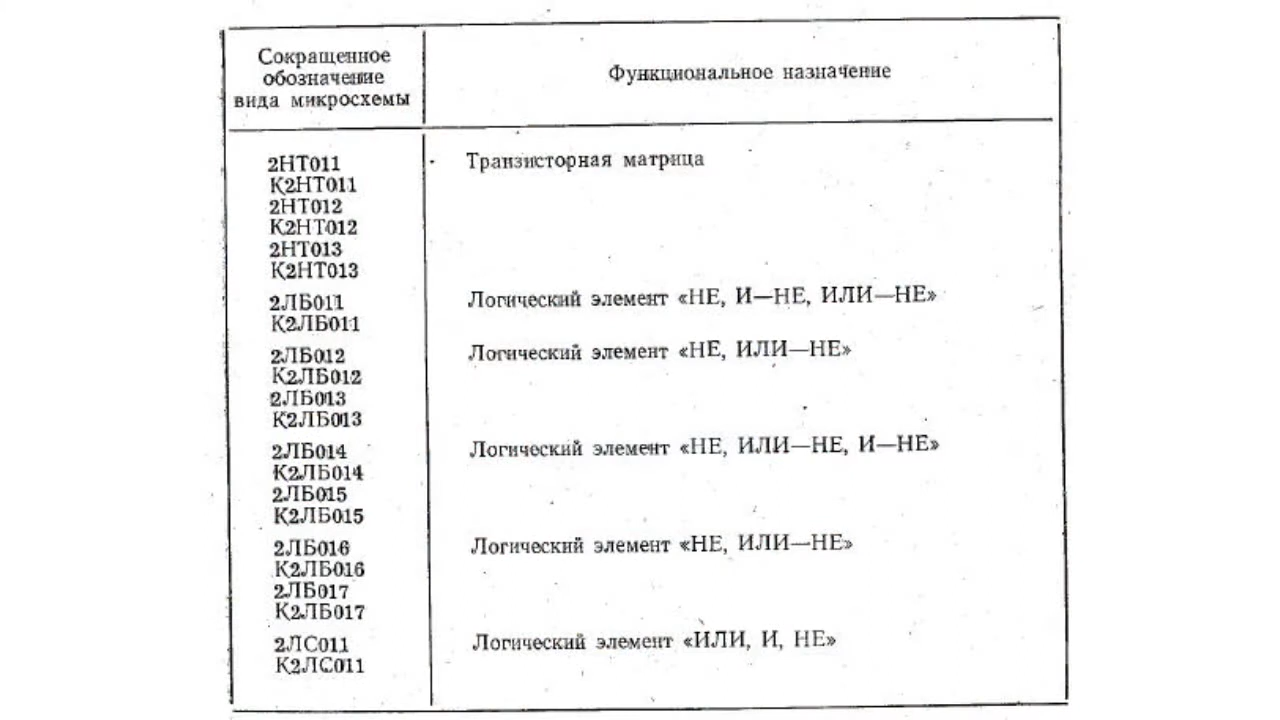 Сокращенное
обозначение
вида микросхемы
Функциональное назначение
2НТ011
К2НТ011
2НТ012
К2НТ012
2НТ013
К2НТ013
Транзисторная матрица
2ЛБ011
К2ЛБ011
Логический элемент «НЕ, И—НЕ, ИЛИ—НЕ»
2ЛБ012
К2ЛБ012
2ЛБ013
К2ЛБ013
Логический элемент «НЕ, ИЛИ—НЕ»
2ЛБ014
К2ЛБ014
2ЛБ015
К2ЛБ015
Логический элемент «НЕ, ИЛИ—НЕ, И—НЕ»
2ЛБ016
К2ЛБ016
2ЛБ017
К2ЛБ017
Логический элемент «НЕ, ИЛИ—НЕ»
2ЛС011
К2ЛС011
Логический элемент «ИЛИ, И, НЕ»